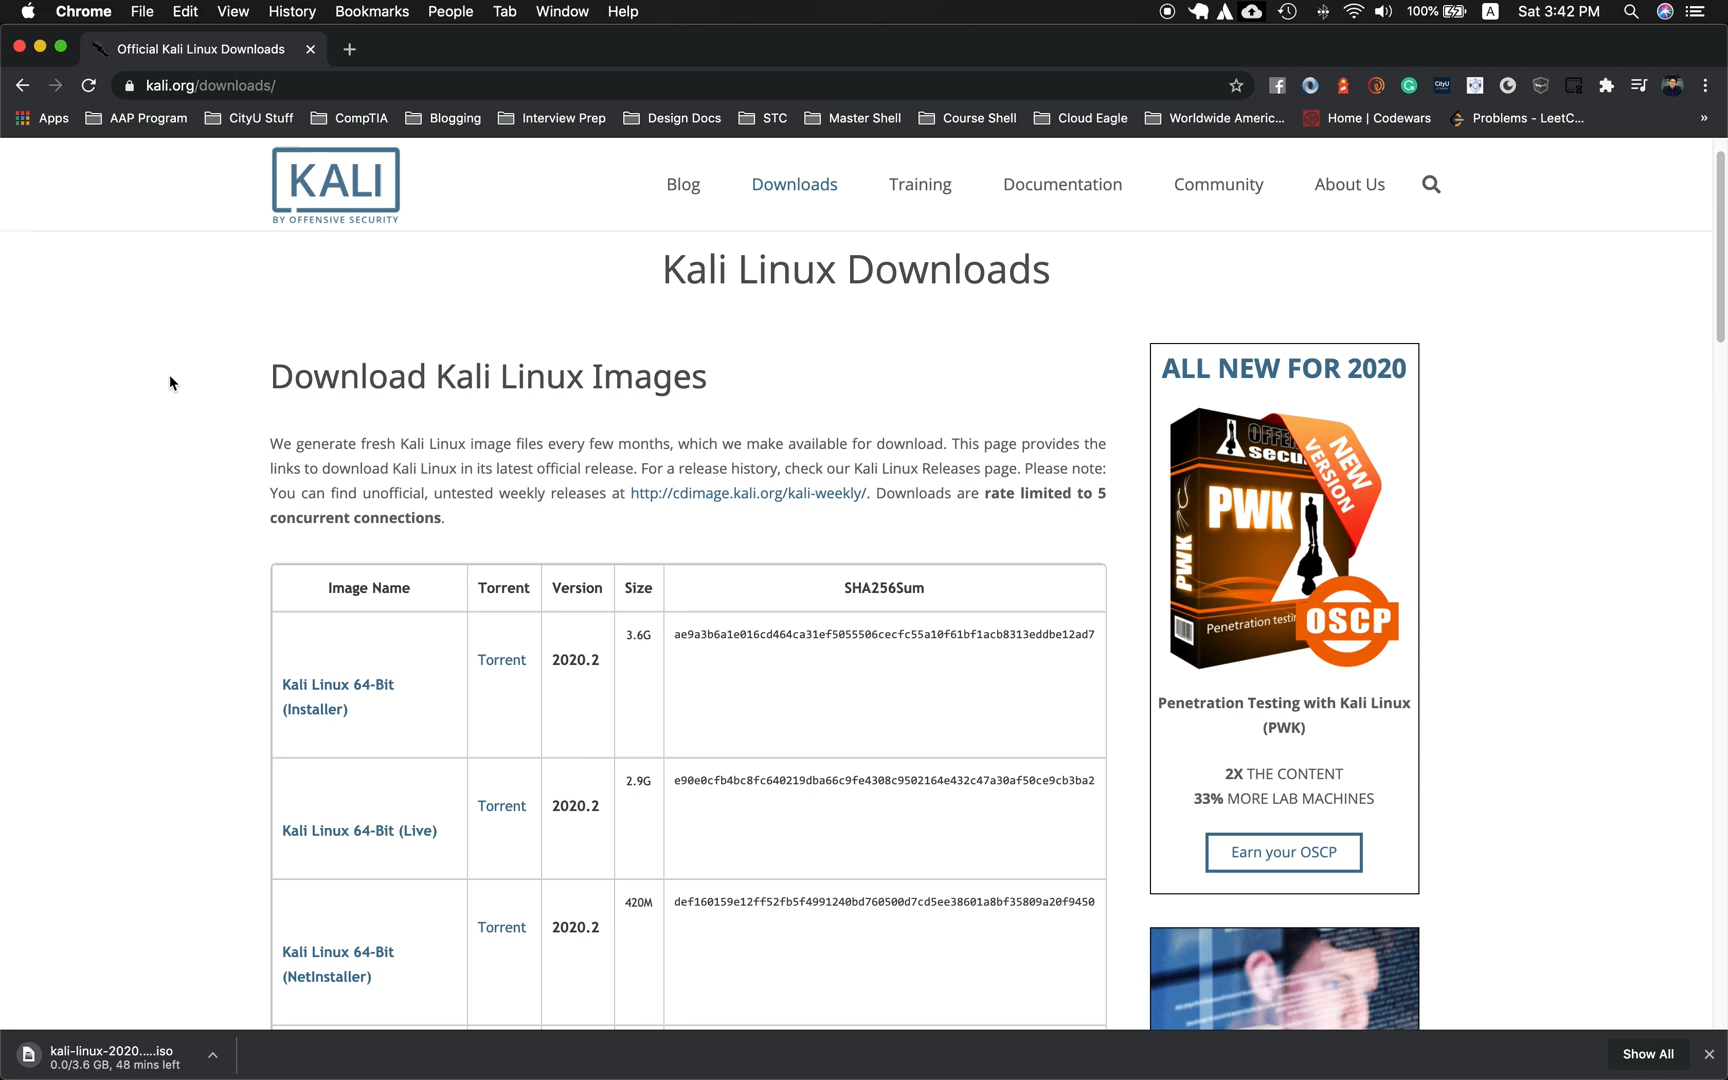 Chrome File Edit View History Bookmarks People Tab Window Help 100% A Sat 3:42 PM
Official Kali Linux Downloads
kali.org/downloads/
Apps AAP Program CityU Stuff CompTIA Blogging Interview Prep Design Docs STC Master Shell Course Shell Cloud Eagle Worldwide Americ... Home | Codewars Problems - LeetC... »
KALI
BY OFFENSIVE SECURITY
Blog Downloads Training Documentation Community About Us
Kali Linux Downloads
Download Kali Linux Images
We generate fresh Kali Linux image files every few months, which we make available for download. This page provides the
links to download Kali Linux in its latest official release. For a release history, check our Kali Linux Releases page. Please note:
You can find unofficial, untested weekly releases at http://cdimage.kali.org/kali-weekly/. Downloads are rate limited to 5
concurrent connections.
Image Name Torrent Version Size SHA256Sum
Kali Linux 64-Bit
(Installer)
Torrent 2020.2 3.6G ae9a3b6a1e016cd464ca31ef5055506cecfc55a10f61bf1acb8313eddbe12ad7
Kali Linux 64-Bit (Live)
Torrent 2020.2 2.9G e90e0cfb4bc8fc640219dba66c9fe4308c9502164e432c47a30af50ce9cb3ba2
Kali Linux 64-Bit
(NetInstaller)
Torrent 2020.2 420M def160159e12ff52fb5f4991240bd760500d7cd5ee38601a8bf35809a20f9450
ALL NEW FOR 2020
NEW
VERSION
PWK
PWK
OSCP
Penetration
Penetration Testing with Kali Linux
(PWK)
2X THE CONTENT
33% MORE LAB MACHINES
Earn your OSCP
kali-linux-2020.....iso
0.0/3.6 GB, 48 mins left
Show All